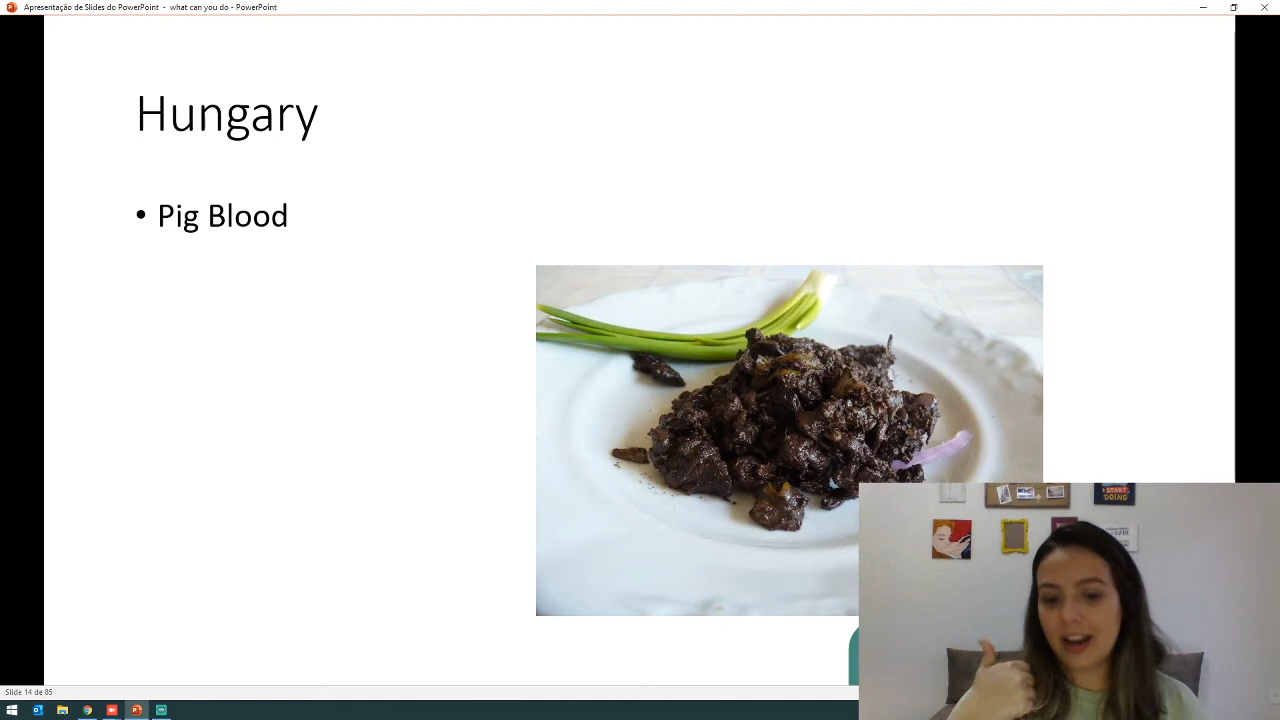 Apresentação de Slides do PowerPoint - what can you do - PowerPoint
Hungary
• Pig Blood
START
DOING
Slide 14 de 85